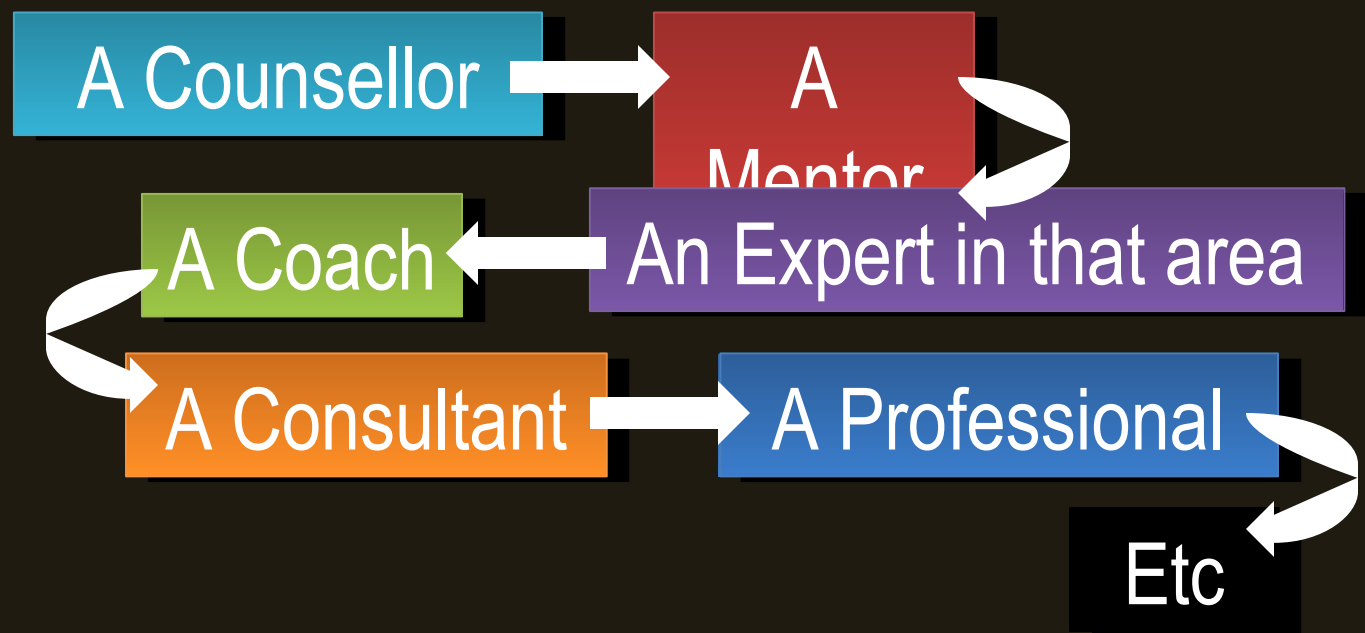 A Counsellor
A
Mentor
An Expert in that area
A Coach
A Consultant
A Professional
Etc